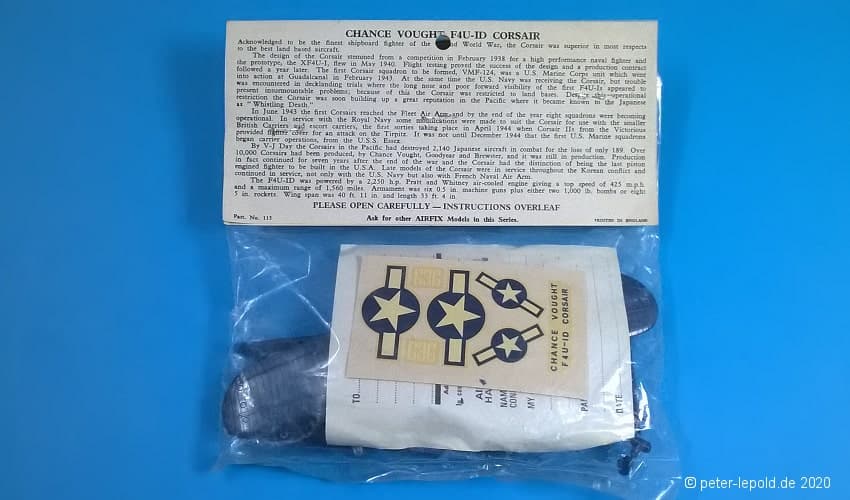 CHANCE VOUGHT F4U-ID CORSAIR
Acknowledged to be the finest shipboard fighter of the World War, the Corsair was superior in most respects
to the best land based aircraft.
The design of the Corsair stemmed from a competition in February 1938 for a high performance naval fighter and
the prototype, the XF4U-I, flew in May 1940. Flight testing proved the success of the design and a production contract
followed a year later. The first Corsair squadron to be formed, VMF-124, was a U.S. Marine Corps unit which went
into action at Guadalcanal in February 1943. At the same time the U.S. Navy was receiving the Corsair, but trouble
was encountered in decklanding trials where the long nose and poor forward visibility of the first F4U-Is appeared to
present insurmountable problems; because of this the Corsair was restricted to land bases. operational
restriction the Corsair was soon building up a great reputation in the Pacific where it became known to the Japanese
as "Whistling Death."
In June 1943 the first Corsairs reached the Fleet Air Arm and by the end of the year eight squadrons were becoming
operational. In service with the Royal Navy some modifications were made to suit the Corsair for use with the smaller
British Carriers and escort carriers, the first sorties taking place in April 1944 when Corsair IIs from the Victorious
provided fighter cover for an attack on the Tirpitz. It was not until December 1944 that the first U.S. Marine squadrons
began carrier operations, from the U.S.S. Essex.
By V-J Day the Corsairs in the Pacific had destroyed 2,140 Japanese aircraft in combat for the loss of only 189. Over
10,000 Corsairs had been produced, by Chance Vought, Goodyear and Brewster, and it was still in production. Production
in fact continued for seven years after the end of the war and the Corsair had the distinction of being the last piston
engined fighter to be built in the U.S.A. Late models of the Corsair were in service throughout the Korean conflict and
continued in service, not only with the U.S. Navy but also with French Naval Air Arm.
The F4U-ID was powered by a 2,250 h.p. Pratt and Whitney air-cooled engine giving a top speed of 425 m.p.h.
and a maximum range of 1,560 miles. Armament was six 0.5 in. machine guns plus either two 1,000 lb. bombs or eight
5 in. rockets. Wing span was 40 ft. 11 in. and length 33 ft. 4 in.
PLEASE OPEN CAREFULLY — INSTRUCTIONS OVERLEAF
Part. No. 115
Ask for other AIRFIX Models in this Series.
PRINTED IN ENGLAND
CHANCE VOUGHT
F4U-ID CORSAIR
TO
NAM
MY
DATE
© peter-lepold.de 2020